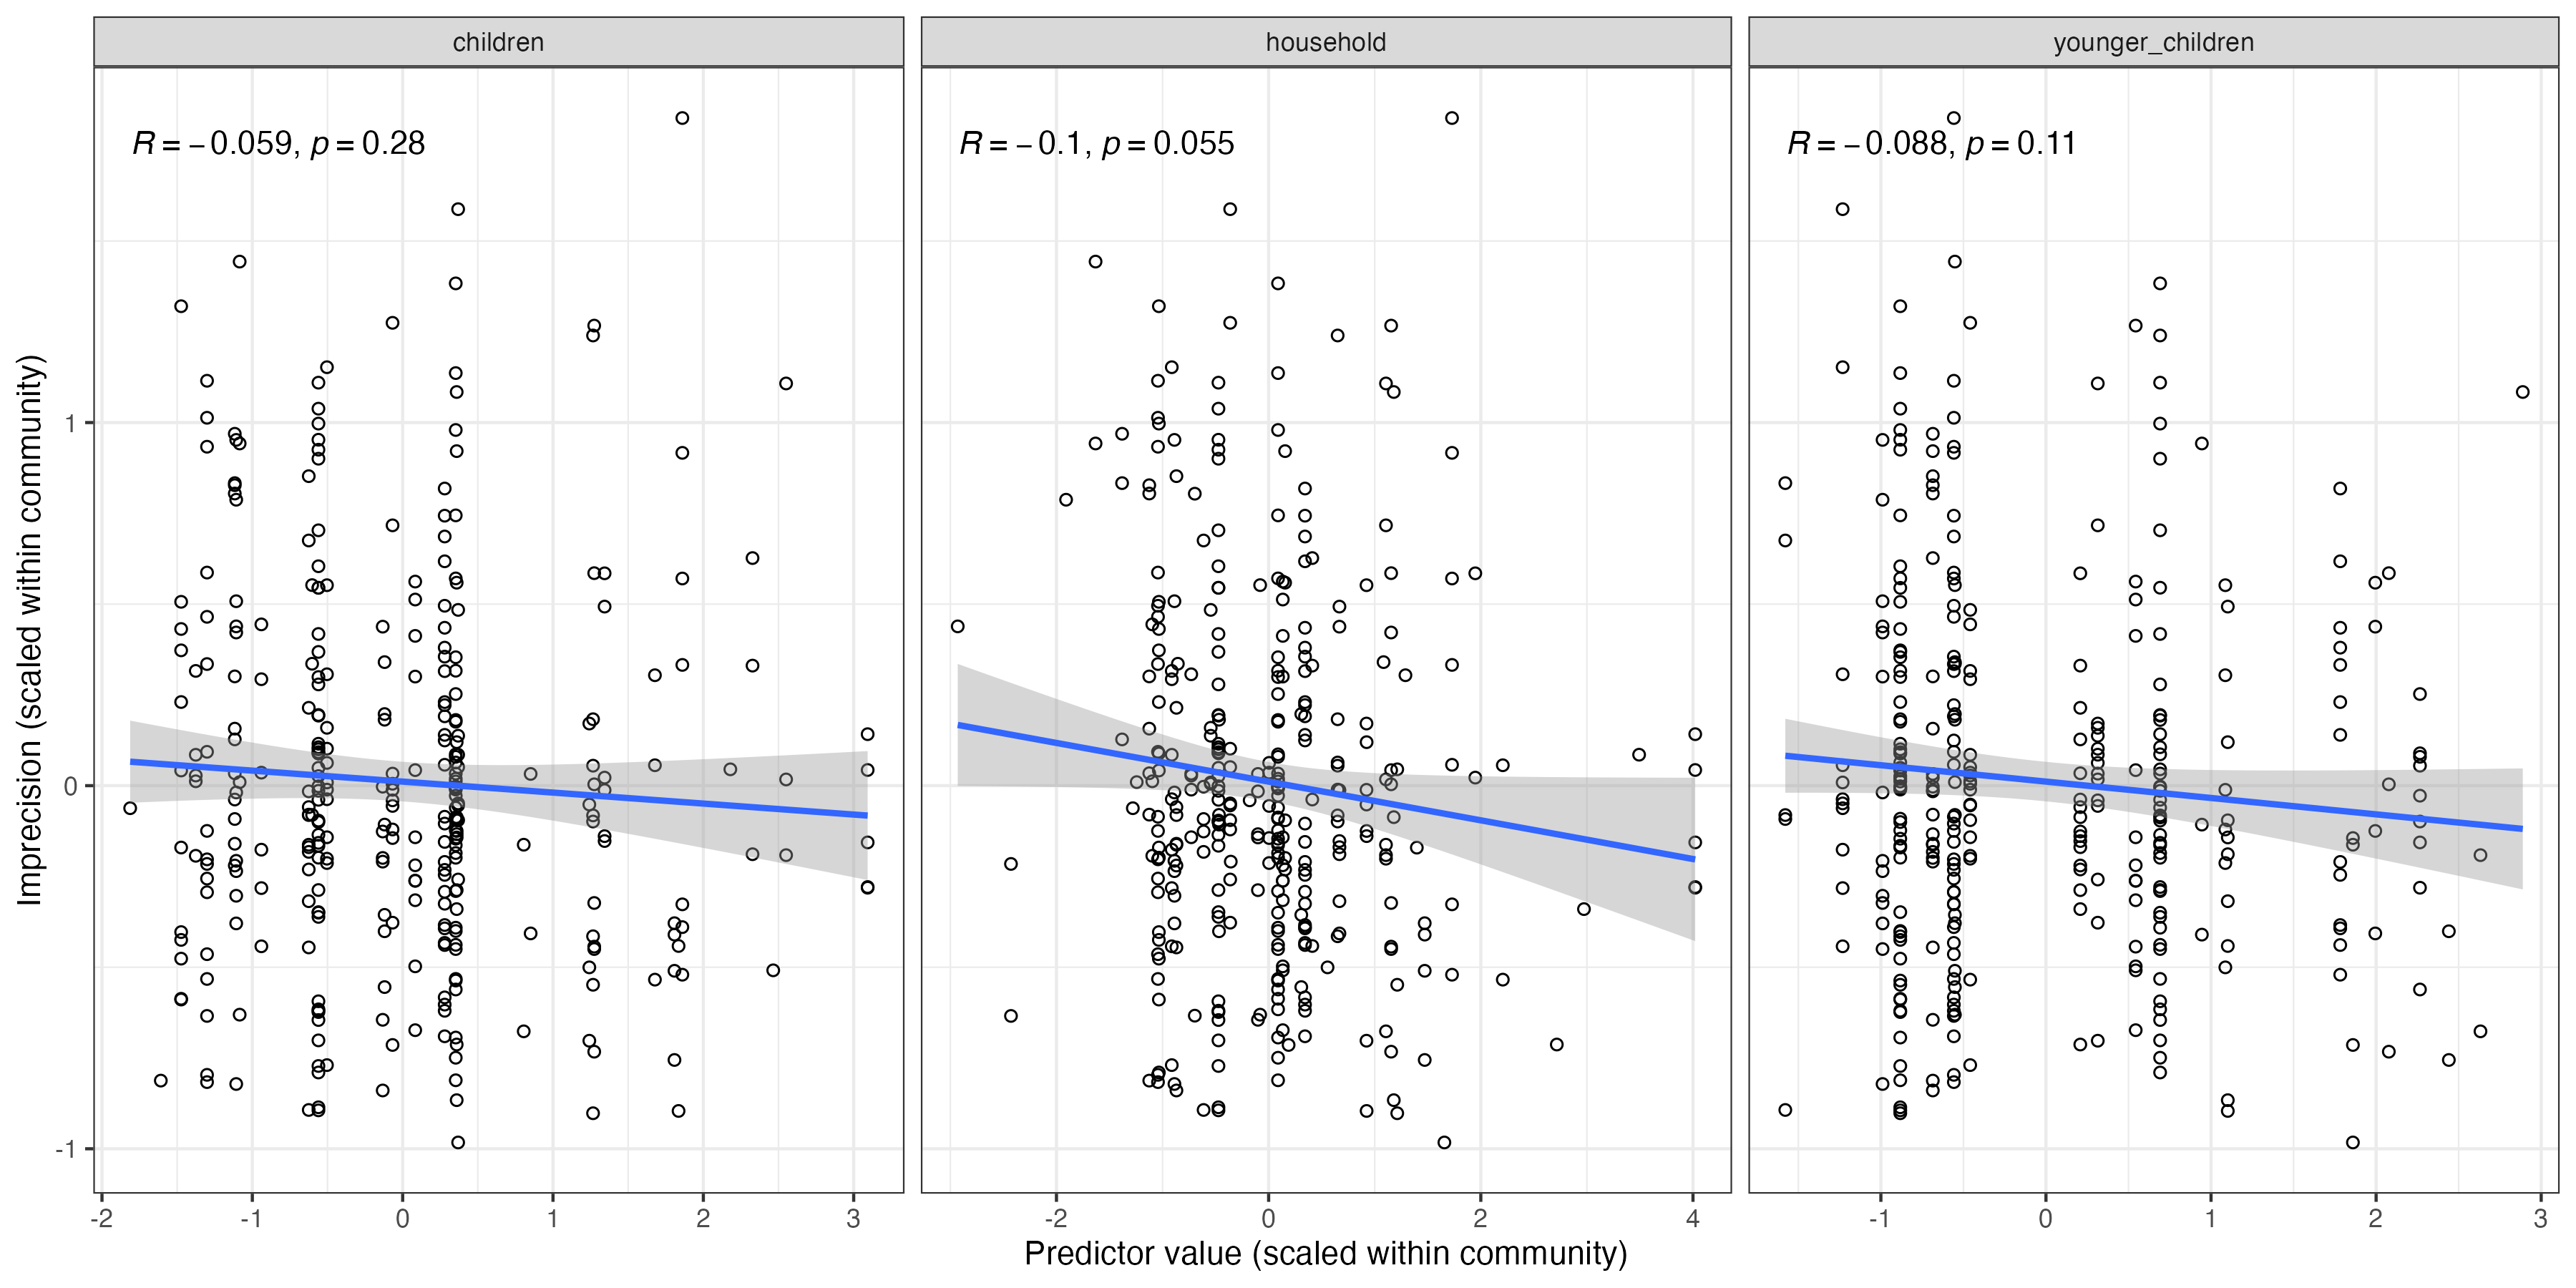 children
household
younger_children
R = −0.059, p = 0.28
R = −0.1, p = 0.055
R = −0.088, p = 0.11
Imprecision (scaled within community)
1
0
-1
-2 -1 0 1 2 3
-2 0 2 4
-1 0 1 2 3
Predictor value (scaled within community)